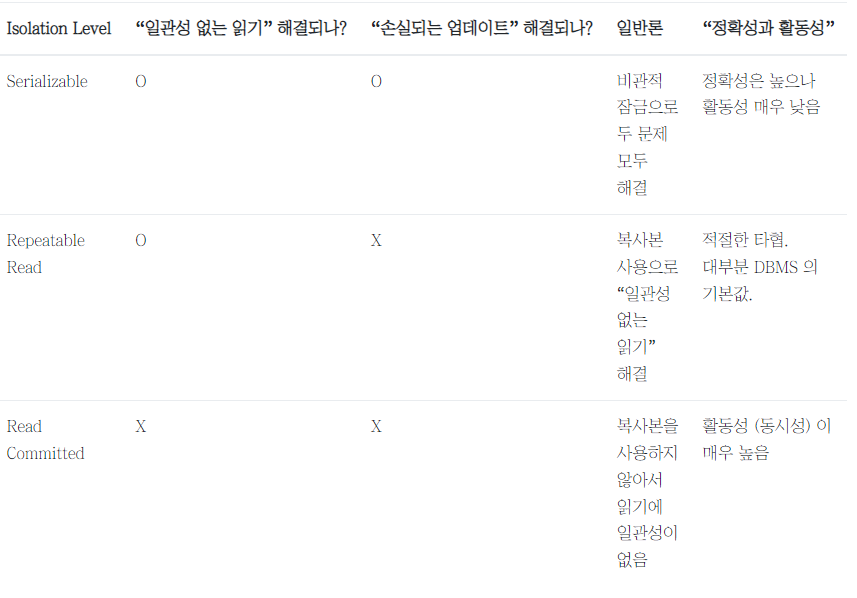 Isolation Level “일관성 없는 읽기” 해결되나? “손실되는 업데이트” 해결되나? 일반론 “정확성과 활동성”
Serializable O O 비관적 정확성은 높으나
잠금으로 활동성 매우 낮음
두 문제
모두
해결
Repeatable O X 복사본 적절한 타협.
Read 사용으로 대부분 DBMS 의
“일관성 기본값.
없는
읽기”
해결
Read X X 복사본을 활동성 (동시성) 이
Committed 사용하지 매우 높음
않아서
읽기에
일관성이
없음